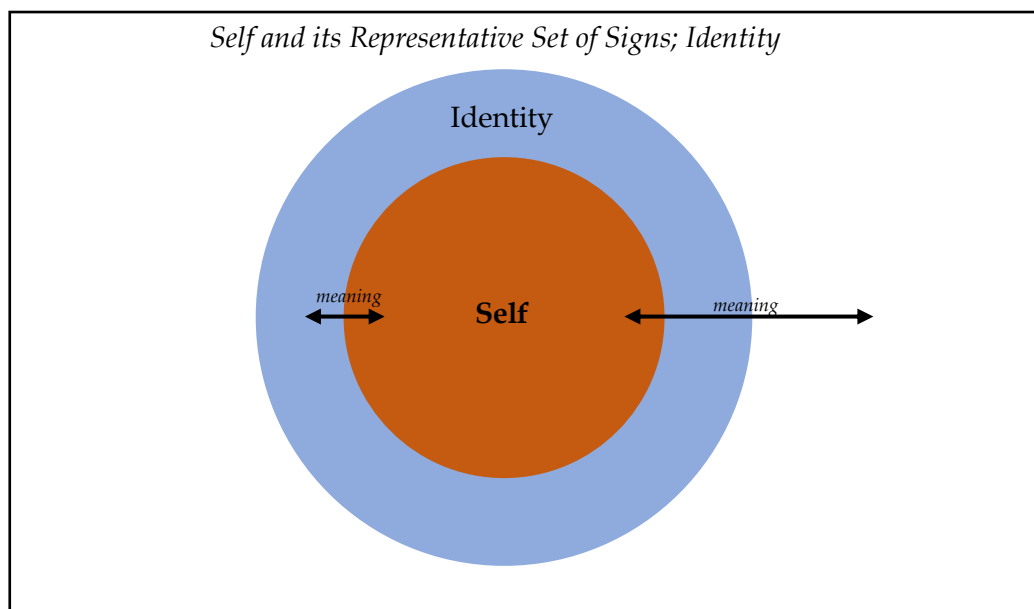 Self and its Representative Set of Signs; Identity
Identity
meaning
Self
meaning